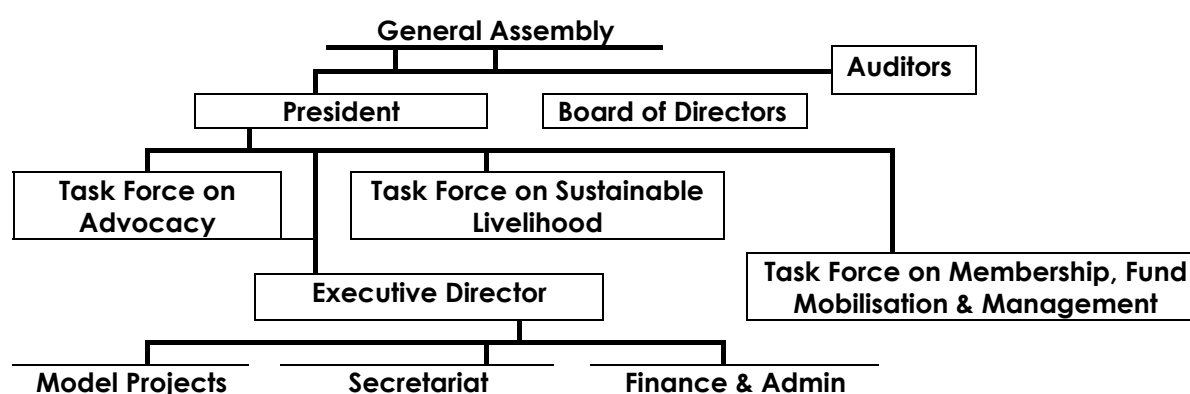 General Assembly
Auditors
President
Board of Directors
Task Force on
Advocacy
Task Force on Sustainable
Livelihood
Executive Director
Task Force on Membership, Fund
Mobilisation & Management
Model Projects
Secretariat
Finance & Admin